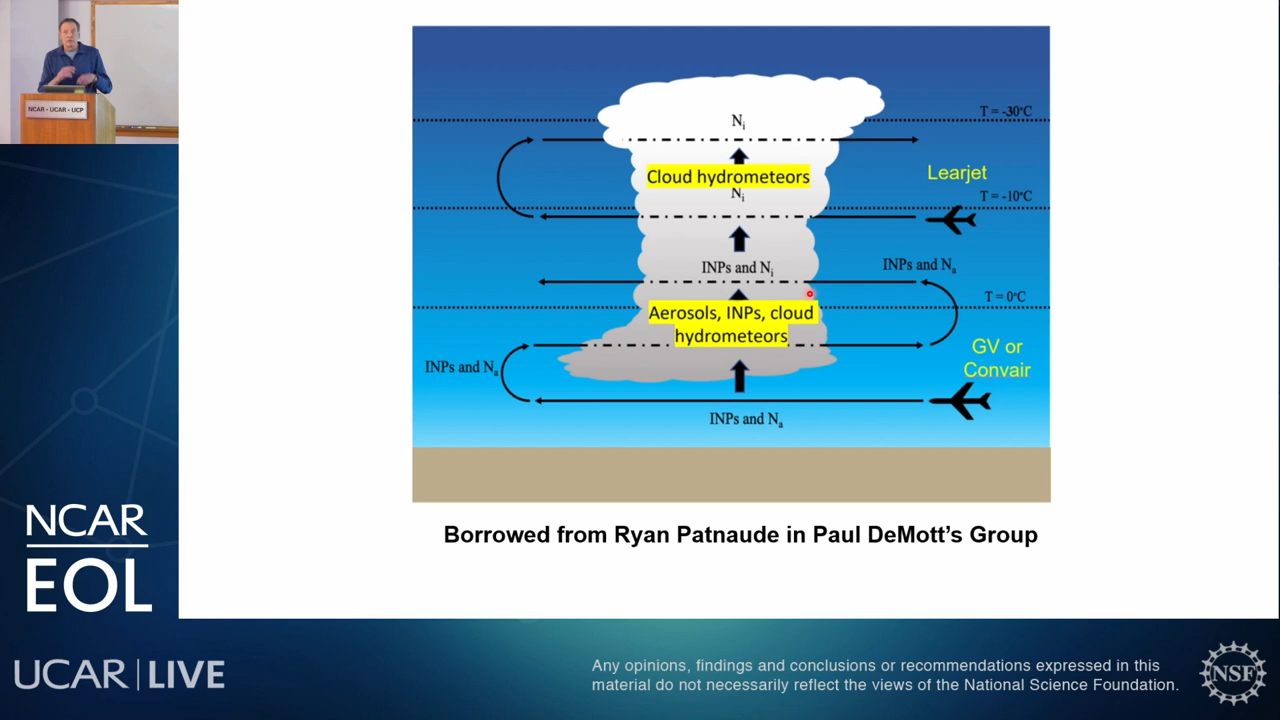 NCAR • UCAR • UCP
T = -30°C
Nᵢ
Cloud hydrometeors
Learjet
Nᵢ
T = -10°C
INPs and Nᵢ
INPs and Nₐ
T = 0°C
Aerosols, INPs, cloud
hydrometeors
GV or
Convair
INPs and Nₐ
INPs and Nₐ
Borrowed from Ryan Patnaude in Paul DeMott's Group
NCAR
EOL
UCAR | LIVE
Any opinions, findings and conclusions or recommendations expressed in this
material do not necessarily reflect the views of the National Science Foundation.
NSF